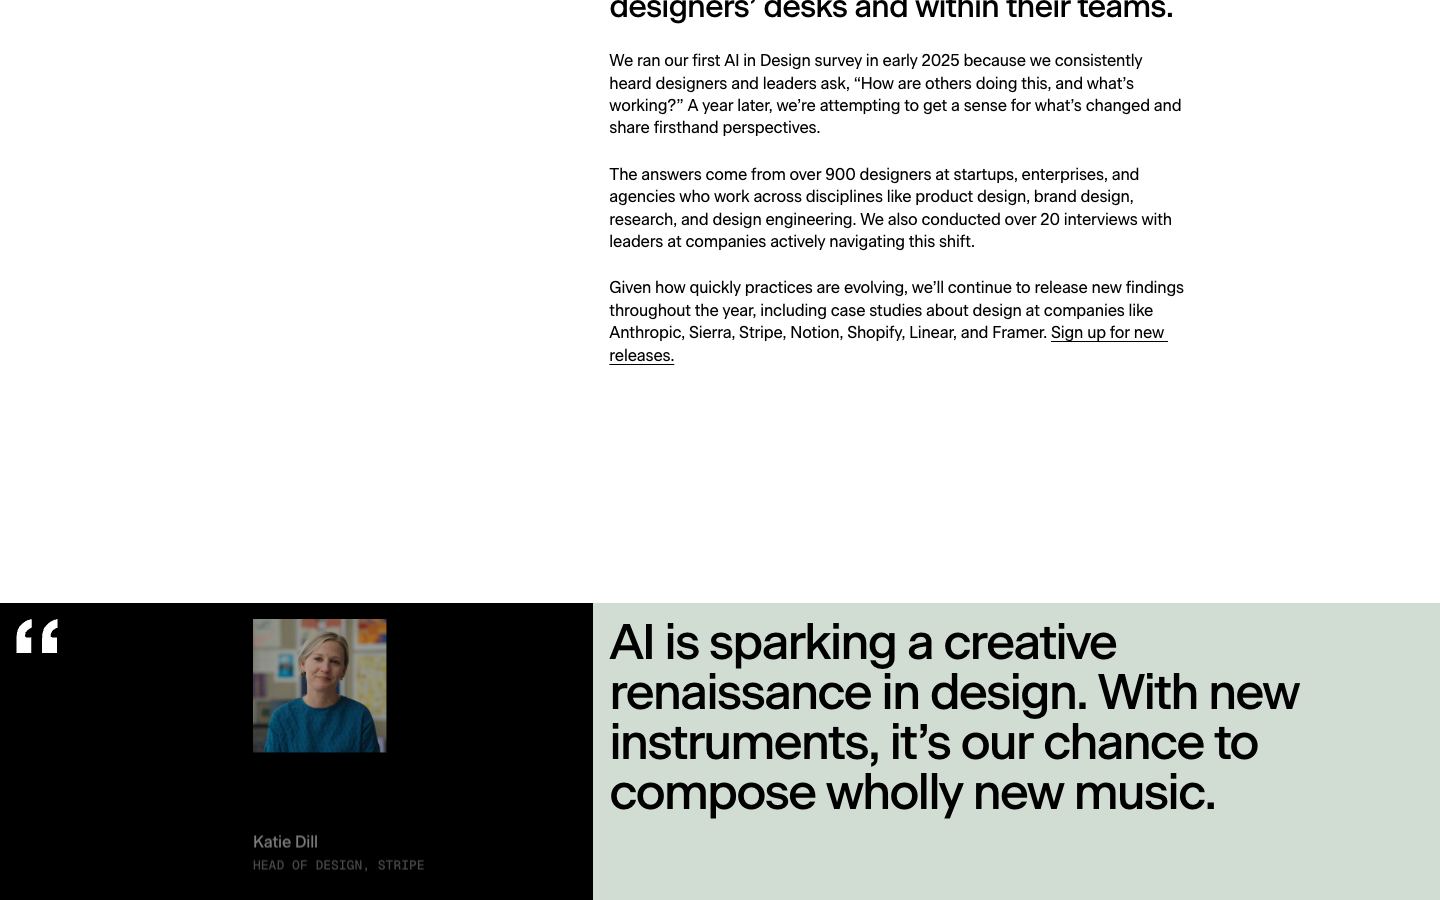 designers’ desks and within their teams.
We ran our first AI in Design survey in early 2025 because we consistently
heard designers and leaders ask, “How are others doing this, and what’s
working?” A year later, we’re attempting to get a sense for what’s changed and
share firsthand perspectives.
The answers come from over 900 designers at startups, enterprises, and
agencies who work across disciplines like product design, brand design,
research, and design engineering. We also conducted over 20 interviews with
leaders at companies actively navigating this shift.
Given how quickly practices are evolving, we’ll continue to release new findings
throughout the year, including case studies about design at companies like
Anthropic, Sierra, Stripe, Notion, Shopify, Linear, and Framer. Sign up for new
releases.
“
Katie Dill
HEAD OF DESIGN, STRIPE
AI is sparking a creative
renaissance in design. With new
instruments, it’s our chance to
compose wholly new music.